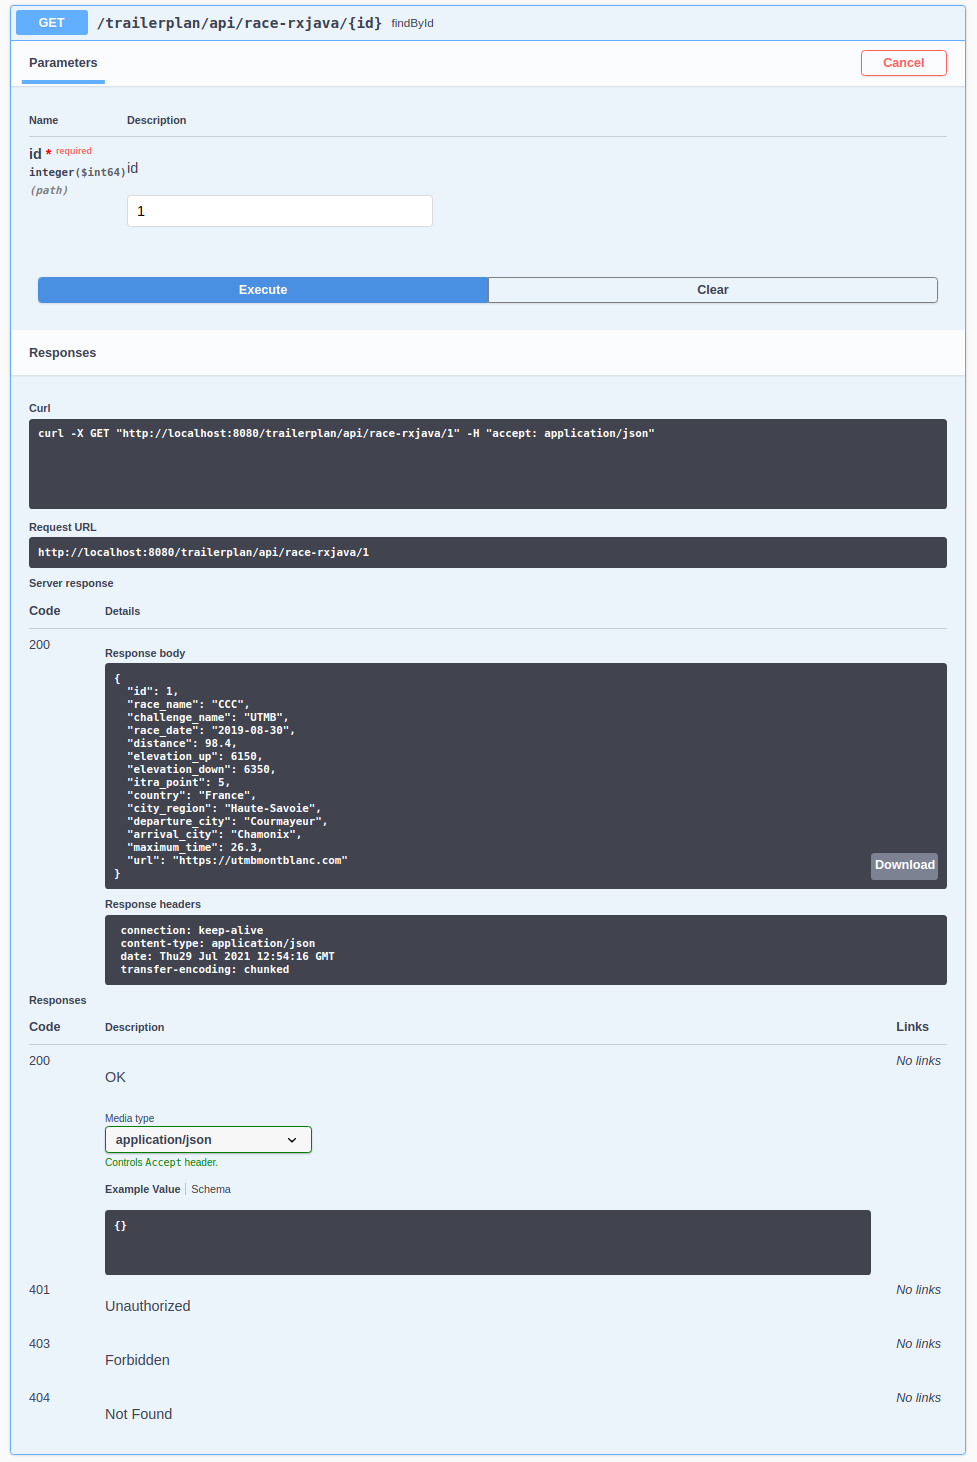 GET /trailerplan/api/race-rxjava/{id} findById
Parameters Cancel
Name Description
id * required
integer($int64)
(path)
id
1
Execute Clear
Responses
Curl
curl -X GET "http://localhost:8080/trailerplan/api/race-rxjava/1" -H "accept: application/json"
Request URL
http://localhost:8080/trailerplan/api/race-rxjava/1
Server response
Code Details
200
Response body
{
  "id": 1,
  "race_name": "CCC",
  "challenge_name": "UTMB",
  "race_date": "2019-08-30",
  "distance": 98.4,
  "elevation_up": 6150,
  "elevation_down": 6350,
  "itra_point": 5,
  "country": "France",
  "city_region": "Haute-Savoie",
  "departure_city": "Courmayeur",
  "arrival_city": "Chamonix",
  "maximum_time": 26.3,
  "url": "https://utmbmontblanc.com"
}
Download
Response headers
connection: keep-alive
content-type: application/json
date: Thu29 Jul 2021 12:54:16 GMT
transfer-encoding: chunked
Responses
Code Description Links
200 No links
OK
Media type
application/json
Controls Accept header.
Example Value Schema
{}
401 No links
Unauthorized
403 No links
Forbidden
404 No links
Not Found